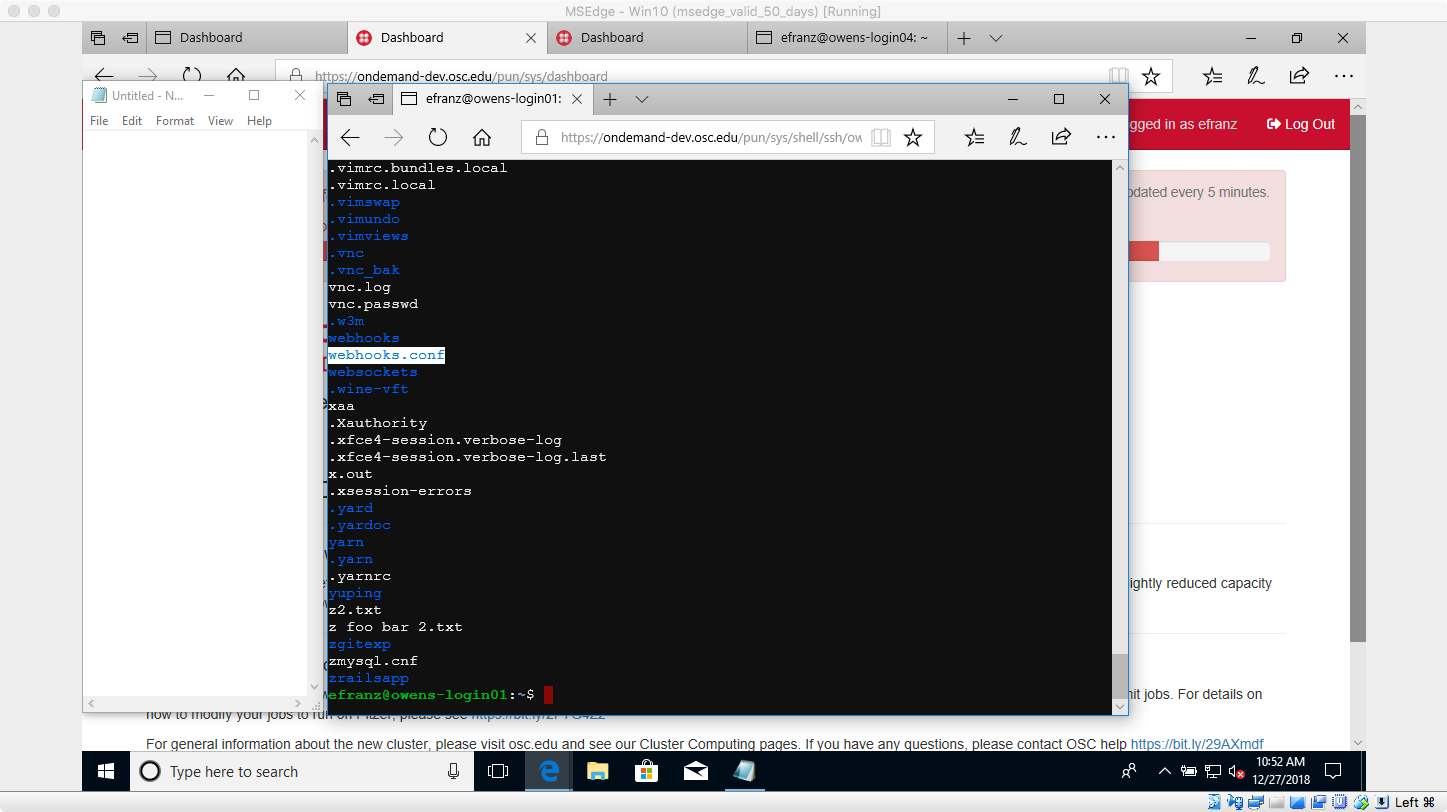 MSEdge - Win10 (msedge_valid_50_days) [Running]
Dashboard
Dashboard
Dashboard
efranz@owens-login04: ~
https://ondemand-dev.osc.edu/pun/sys/dashboard
Untitled - N...
File Edit Format View Help
efranz@owens-login01:
https://ondemand-dev.osc.edu/pun/sys/shell/ssh/ow
gged in as efranz
Log Out
dated every 5 minutes.
.vimrc.bundles.local
.vimrc.local
.vimswap
.vimundo
.vimviews
.vnc
.vnc_bak
vnc.log
vnc.passwd
.w3m
webhooks
webhooks.conf
websockets
.wine-vft
xaa
.Xauthority
.xfce4-session.verbose-log
.xfce4-session.verbose-log.last
x.out
.xsession-errors
.yard
.yardoc
yarn
.yarn
.yarnrc
yuping
z2.txt
z foo bar 2.txt
zgitexp
zmysql.cnf
zrailsapp
efranz@owens-login01:~$
ightly reduced capacity
it jobs. For details on
how to modify your jobs to run on Pitzer, please see
For general information about the new cluster, please visit osc.edu and see our Cluster Computing pages. If you have any questions, please contact OSC help https://bit.ly/29AXmdf
Type here to search
10:52 AM
12/27/2018
Left ⌘